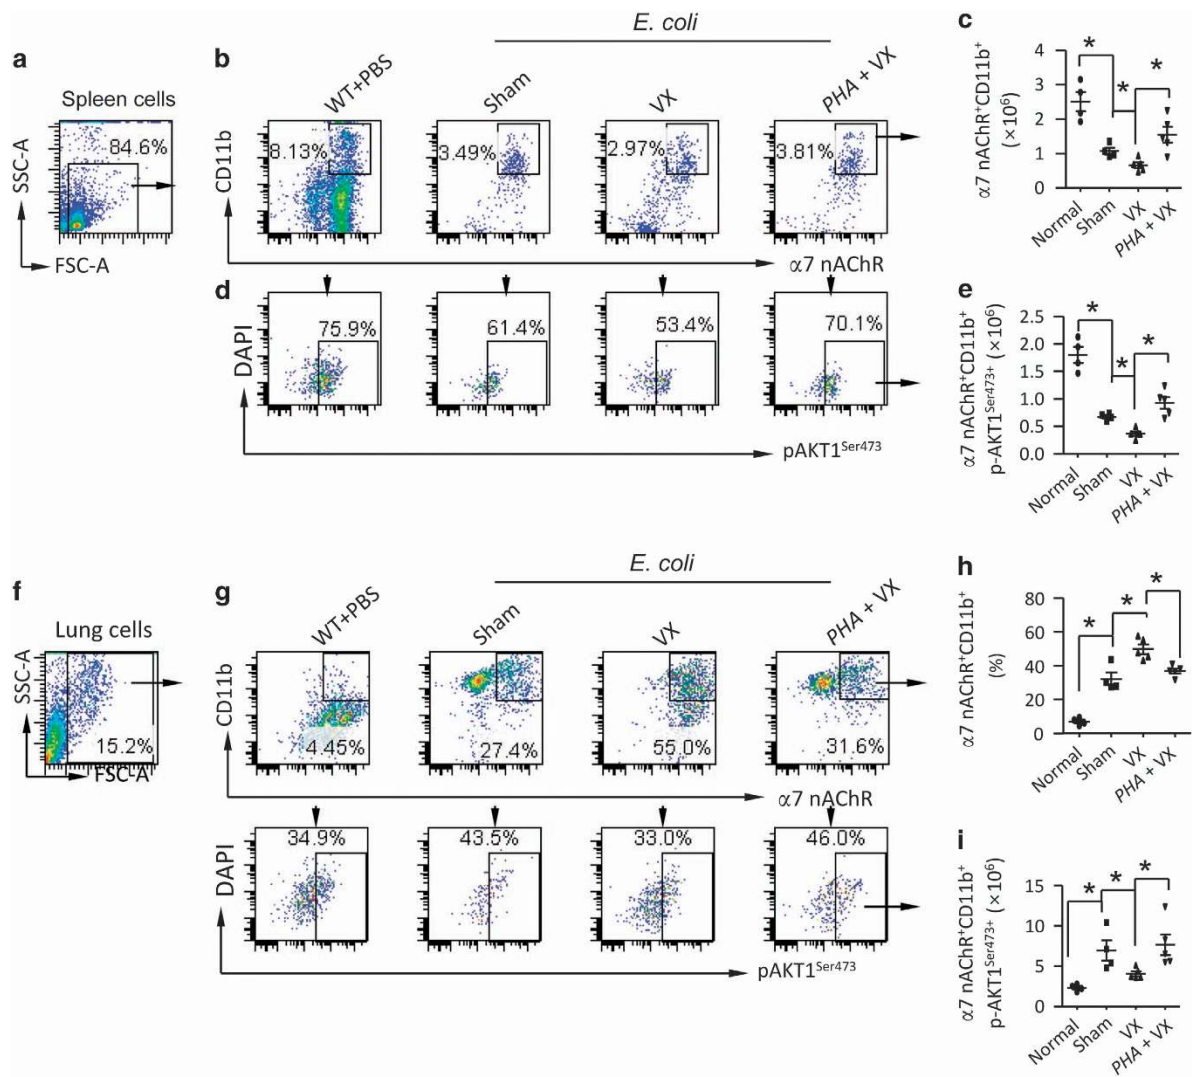 E. coli
a
b
WT+PBS
Sham
VX
PHA + VX
c
Spleen cells
SSC-A
84.6%
FSC-A
CD11b
8.13%
3.49%
2.97%
3.81%
α7 nAChR
α7 nAChR⁺CD11b⁺
(×10⁶)
4
3
2
1
0
Normal
Sham
VX
PHA + VX
d
DAPI
75.9%
61.4%
53.4%
70.1%
pAKT1Ser473
e
α7 nAChR⁺CD11b⁺
p-AKT1Ser473+ (×10⁶)
2.5
2.0
1.5
1.0
0.5
0.0
Normal
Sham
VX
PHA + VX
* * *
* * *
E. coli
f
g
WT+PBS
Sham
VX
PHA + VX
h
Lung cells
SSC-A
15.2%
FSC-A
CD11b
4.45%
27.4%
55.0%
31.6%
α7 nAChR
α7 nAChR⁺CD11b⁺
(%)
80
60
40
20
0
* * *
Normal
Sham
VX
PHA + VX
DAPI
34.9%
43.5%
33.0%
46.0%
pAKT1Ser473
i
α7 nAChR⁺CD11b⁺
p-AKT1Ser473+ (×10⁶)
15
10
5
0
* * *
Normal
Sham
VX
PHA + VX